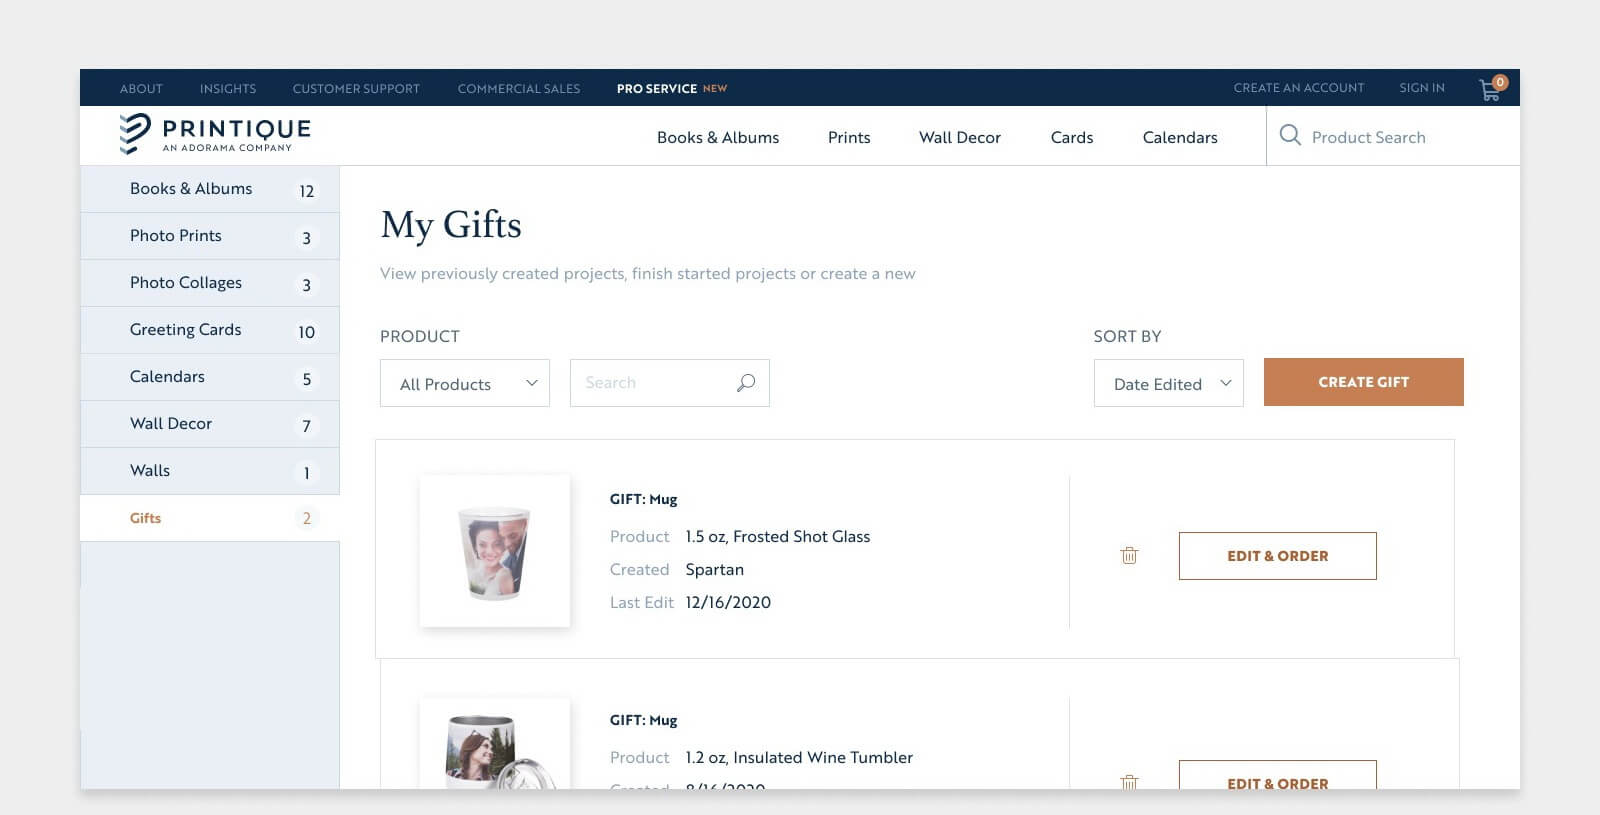 ABOUT INSIGHTS CUSTOMER SUPPORT COMMERCIAL SALES PRO SERVICE NEW CREATE AN ACCOUNT SIGN IN 0
PRINTIQUE
AN ADORAMA COMPANY
Books & Albums Prints Wall Decor Cards Calendars Product Search
Books & Albums 12
Photo Prints 3
Photo Collages 3
Greeting Cards 10
Calendars 5
Wall Decor 7
Walls 1
Gifts 2
My Gifts
View previously created projects, finish started projects or create a new
PRODUCT SORT BY
All Products Search Date Edited CREATE GIFT
GIFT: Mug
Product 1.5 oz, Frosted Shot Glass
Created Spartan
Last Edit 12/16/2020
EDIT & ORDER
GIFT: Mug
Product 1.2 oz, Insulated Wine Tumbler
Created 8/16/2020
EDIT & ORDER